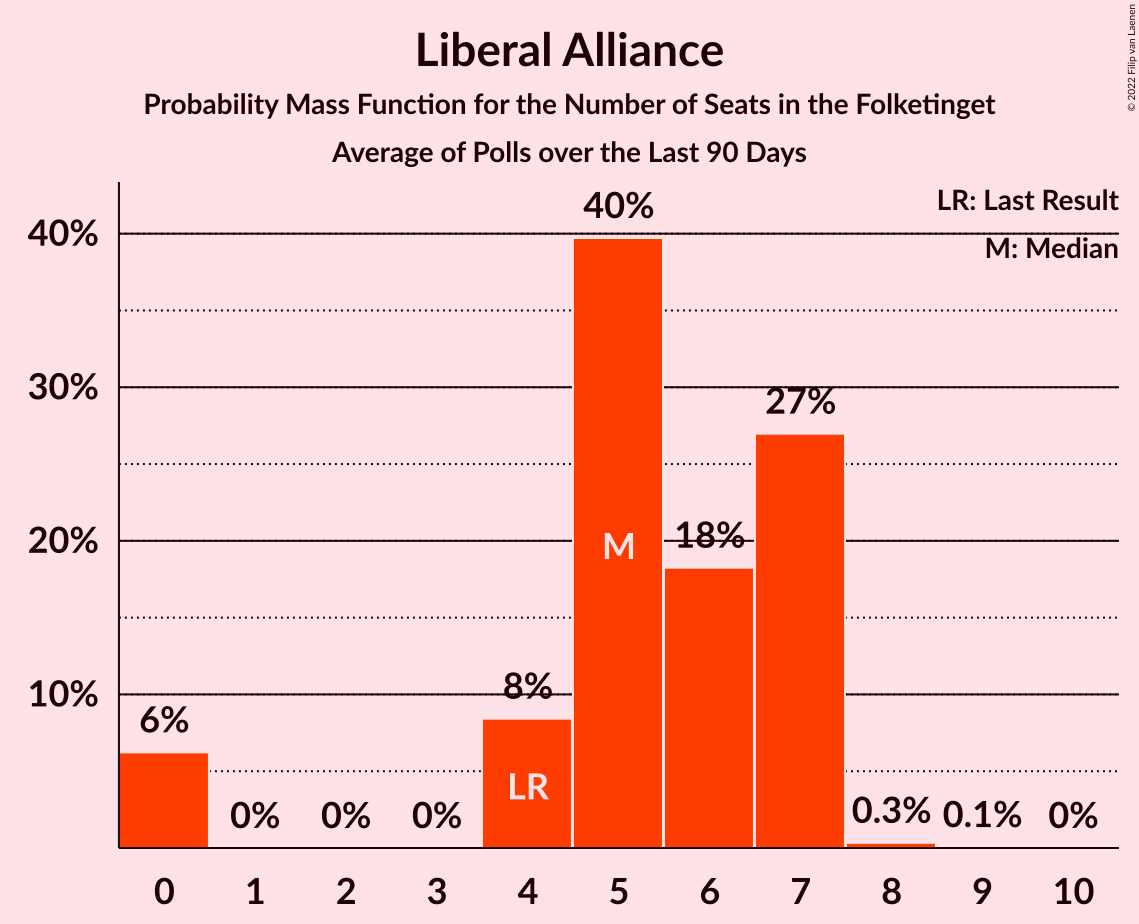 Liberal Alliance
Probability Mass Function for the Number of Seats in the Folketinget
Average of Polls over the Last 90 Days
© 2022 Filip van Laenen
LR: Last Result
M: Median
40%
30%
20%
10%
6%
0%
0%
0%
8%
40%
18%
27%
0.3%
0.1%
0%
LR
M
0 1 2 3 4 5 6 7 8 9 10